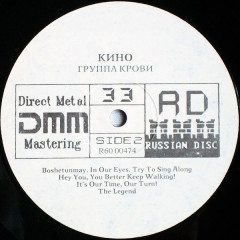 КИНО
ГРУППА КРОВИ
Direct Metal
DMM
Mastering
33
SIDE 2
R60 00474
RD
МММ
RUSSIAN DISC
Boshetunmay. In Our Eyes. Try To Sing Along
Hey You, You Better Keep Walking!
It's Our Time, Our Turn!
The Legend